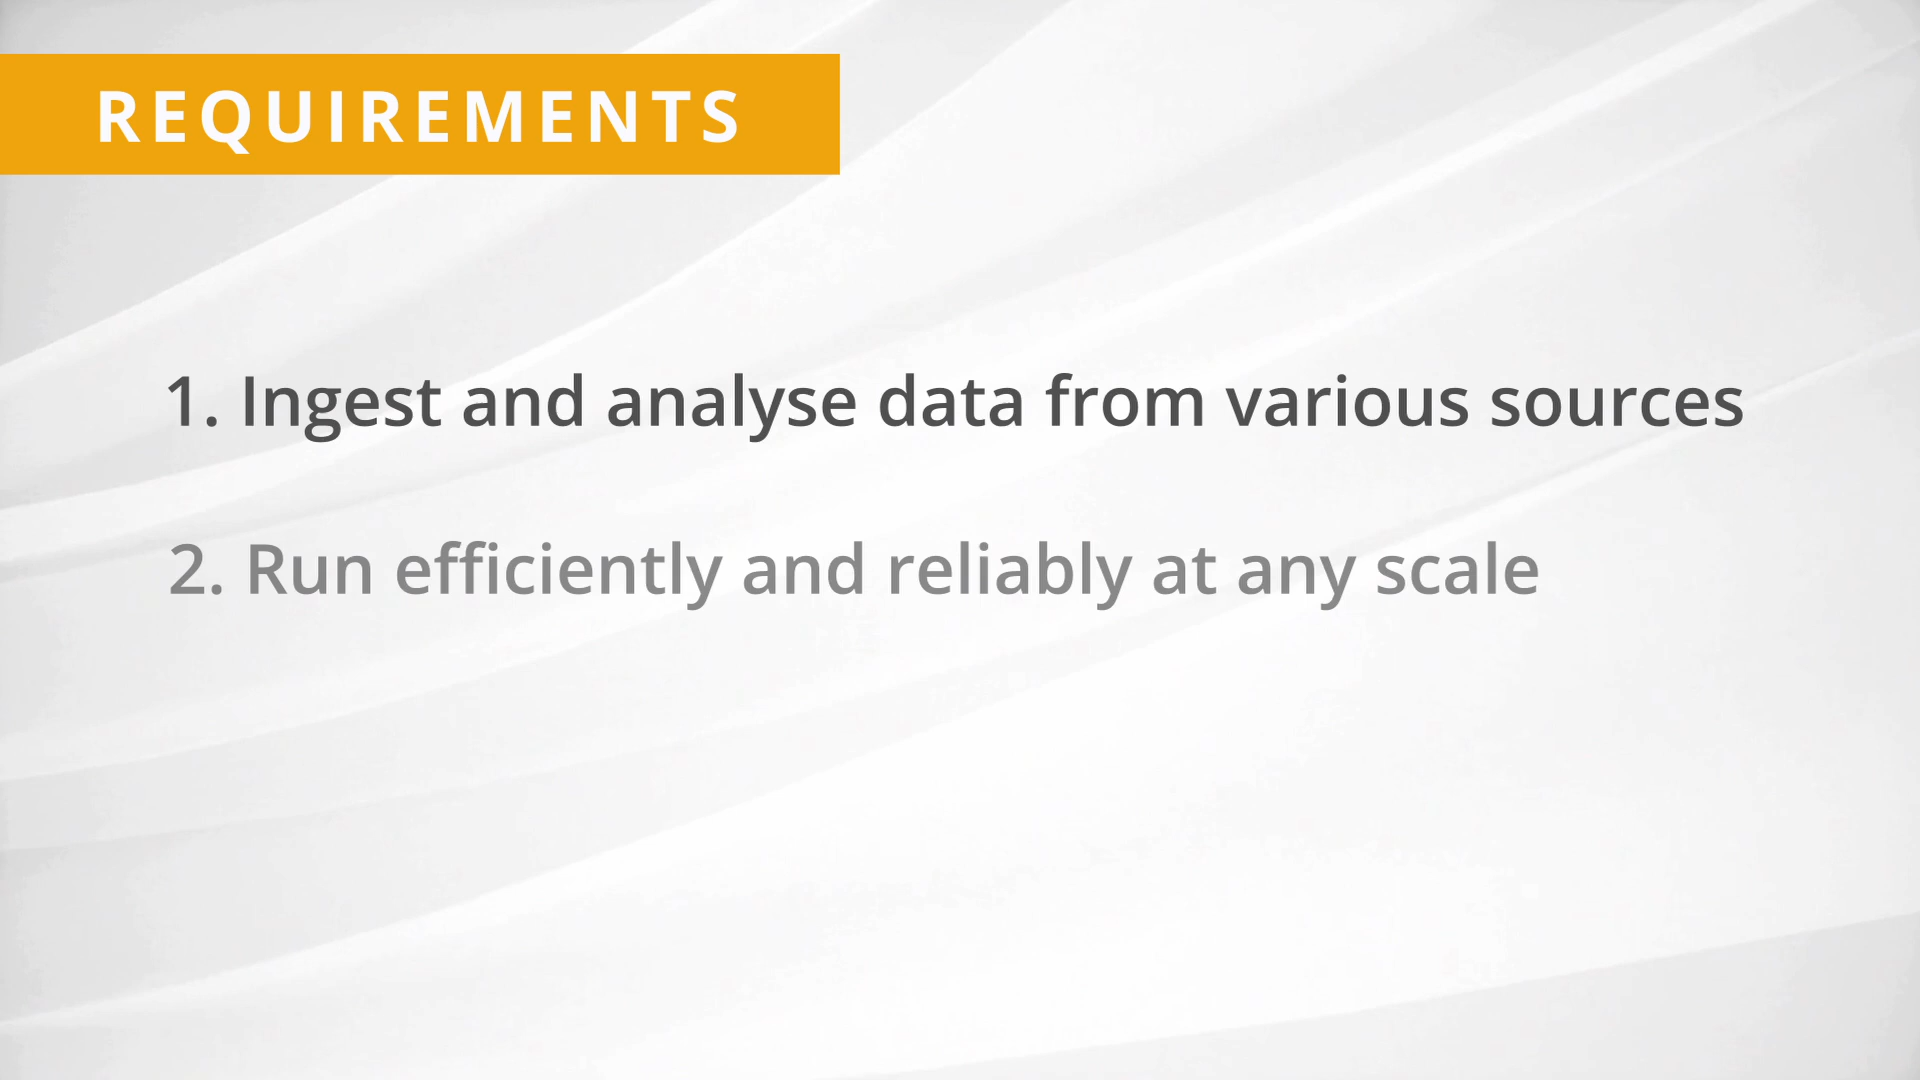 REQUIREMENTS
1. Ingest and analyse data from various sources
2. Run efficiently and reliably at any scale